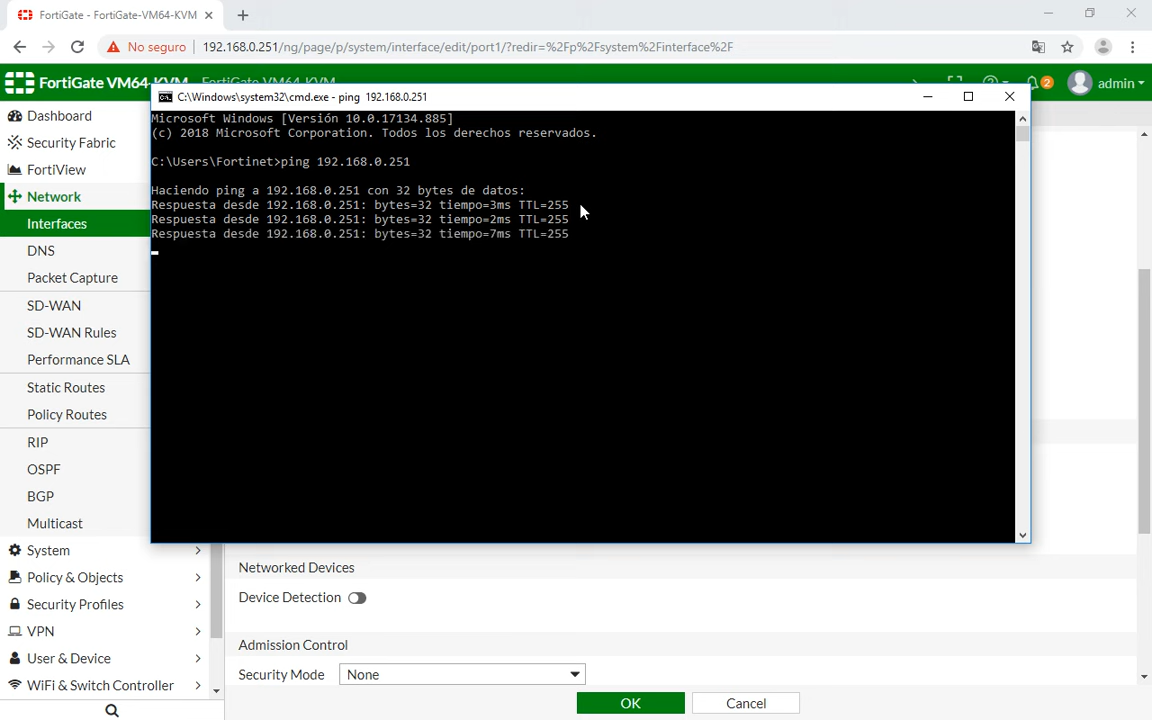 FortiGate - FortiGate-VM64-KVM
No seguro
192.168.0.251/ng/page/p/system/interface/edit/port1/?redir=%2Fp%2Fsystem%2Finterface%2F
FortiGate VM64-KVM FortiGate-VM64-KVM
2
admin
C:\Windows\system32\cmd.exe - ping 192.168.0.251
Microsoft Windows [Versión 10.0.17134.885]
(c) 2018 Microsoft Corporation. Todos los derechos reservados.
C:\Users\Fortinet>ping 192.168.0.251
Haciendo ping a 192.168.0.251 con 32 bytes de datos:
Respuesta desde 192.168.0.251: bytes=32 tiempo=3ms TTL=255
Respuesta desde 192.168.0.251: bytes=32 tiempo=2ms TTL=255
Respuesta desde 192.168.0.251: bytes=32 tiempo=7ms TTL=255
Dashboard
Security Fabric
FortiView
Network
Interfaces
DNS
Packet Capture
SD-WAN
SD-WAN Rules
Performance SLA
Static Routes
Policy Routes
RIP
OSPF
BGP
Multicast
System
Policy & Objects
Security Profiles
VPN
User & Device
WiFi & Switch Controller
Networked Devices
Device Detection
Admission Control
Security Mode None
OK
Cancel